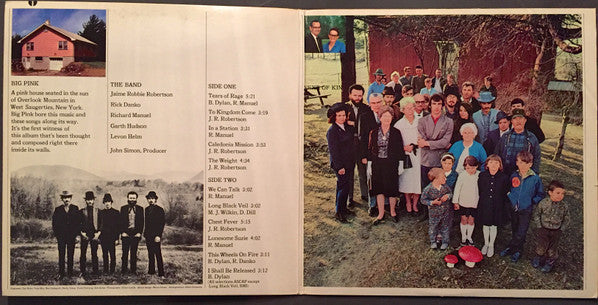 BIG PINK
A pink house seated in the sun
of Overlook Mountain in
West Saugerties, New York.
Big Pink bore this music and
these songs along its way.
It's the first witness of
this album that's been thought
and composed right there
inside its walls.
THE BAND
Jaime Robbie Robertson
Rick Danko
Richard Manuel
Garth Hudson
Levon Helm
John Simon, Producer
SIDE ONE
Tears of Rage 5:21
B. Dylan, R. Manuel
To Kingdom Come 3:19
J. R. Robertson
In a Station 3:31
R. Manuel
Caledonia Mission 2:53
J. R. Robertson
The Weight 4:34
J. R. Robertson
SIDE TWO
We Can Talk 3:02
R. Manuel
Long Black Veil 3:02
M. J. Wilkin, D. Dill
Chest Fever 5:15
J. R. Robertson
Lonesome Suzie 4:02
R. Manuel
This Wheels On Fire 3:11
B. Dylan, R. Danko
I Shall Be Released 3:12
B. Dylan
All selections ASCAP except
Long Black Veil, BMI
OF KIN